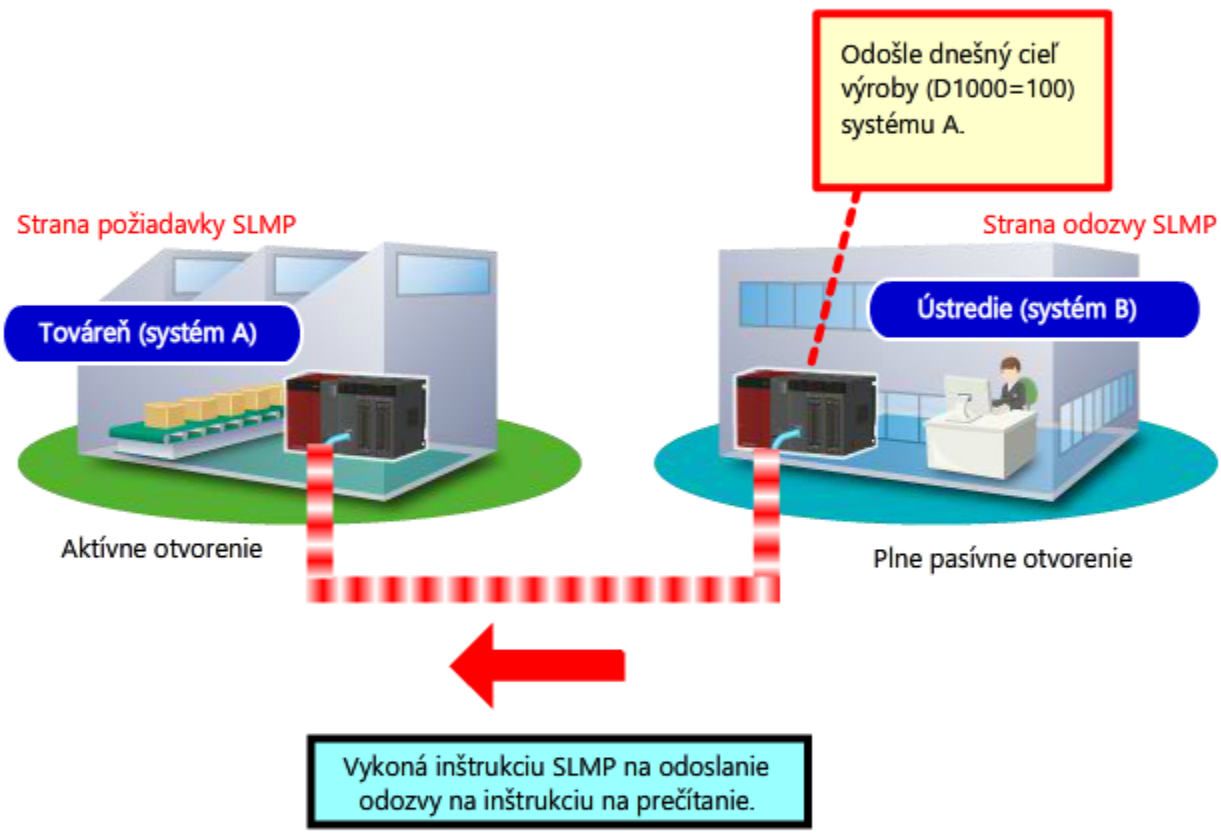 Odošle dnešný cieľ
výroby (D1000=100)
systému A.
Strana požiadavky SLMP
Strana odozvy SLMP
Továreň (systém A)
Ústredie (systém B)
Aktívne otvorenie
Plne pasívne otvorenie
Vykoná inštrukciu SLMP na odoslanie
odozvy na inštrukciu na prečítanie.